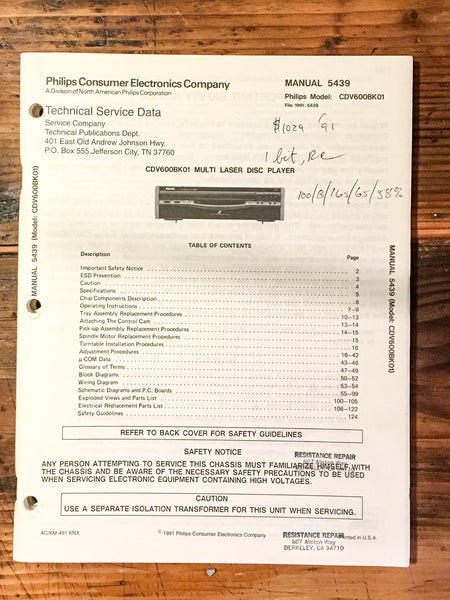 Philips Consumer Electronics Company
A Division of North American Philips Corporation
MANUAL 5439
Philips Model: CDV600BK01
File: 1991: 5439
Technical Service Data
Service Company
Technical Publications Dept.
401 East Old Andrew Johnson Hwy.
P.O. Box 555, Jefferson City, TN 37760
$1029 '91
1 bit, Rc
CDV600BK01 MULTI LASER DISC PLAYER
100/B/165/65/58%
TABLE OF CONTENTS
Description Page
Important Safety Notice 2
ESD Prevention 3
Caution 4
Specifications 5
Chip Components Description 6
Operating Instructions 6
Tray Assembly Replacement Procedures 7-9
Attaching The Control Cam 10-13
Pick-up Assembly Replacement Procedures 13-14
Spindle Motor Replacement Procedures 14-15
Turntable Installation Procedures 15
Adjustment Procedures 16
μ-COM Data 16-42
Glossary of Terms 43-46
Block Diagrams 47-49
Wiring Diagram 50-52
Schematic Diagrams and P.C. Boards 53-54
Exploded Views and Parts List 55-99
Electrical Replacement Parts List 100-105
Safety Guidelines 106-122
124
REFER TO BACK COVER FOR SAFETY GUIDELINES
SAFETY NOTICE
ANY PERSON ATTEMPTING TO SERVICE THIS CHASSIS MUST FAMILIARIZE HIMSELF WITH
THE CHASSIS AND BE AWARE OF THE NECESSARY SAFETY PRECAUTIONS TO BE USED
WHEN SERVICING ELECTRONIC EQUIPMENT CONTAINING HIGH VOLTAGES.
RESISTANCE REPAIR
CAUTION
USE A SEPARATE ISOLATION TRANSFORMER FOR THIS UNIT WHEN SERVICING.
AC/KM-491 KNX
© 1991 Philips Consumer Electronics Company
RESISTANCE REPAIR
Printed in U.S.A.
607 Alston Way
BERKELEY, CA 94710
MANUAL 5439 (Model: CDV600BK01)
MANUAL 5439 (Model: CDV600BK01)